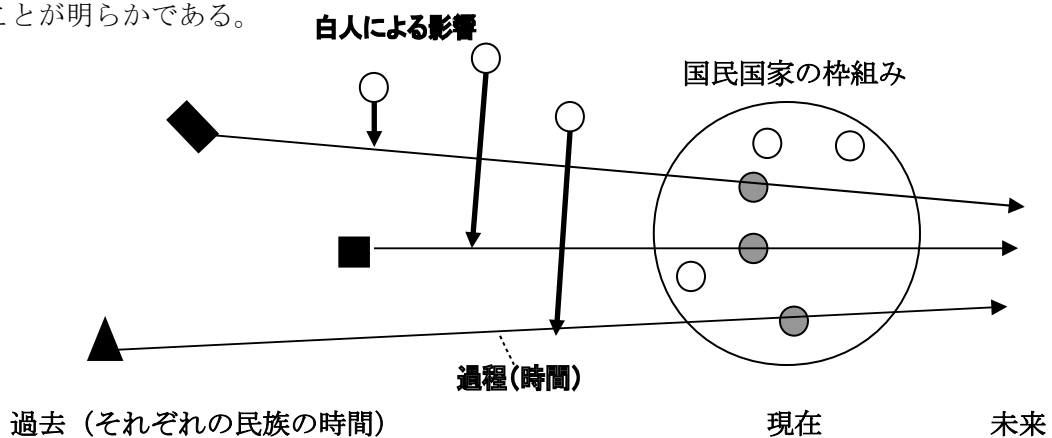 ことが明らかである。
白人による影響
国民国家の枠組み
過程(時間)
過去(それぞれの民族の時間)
現在
未来